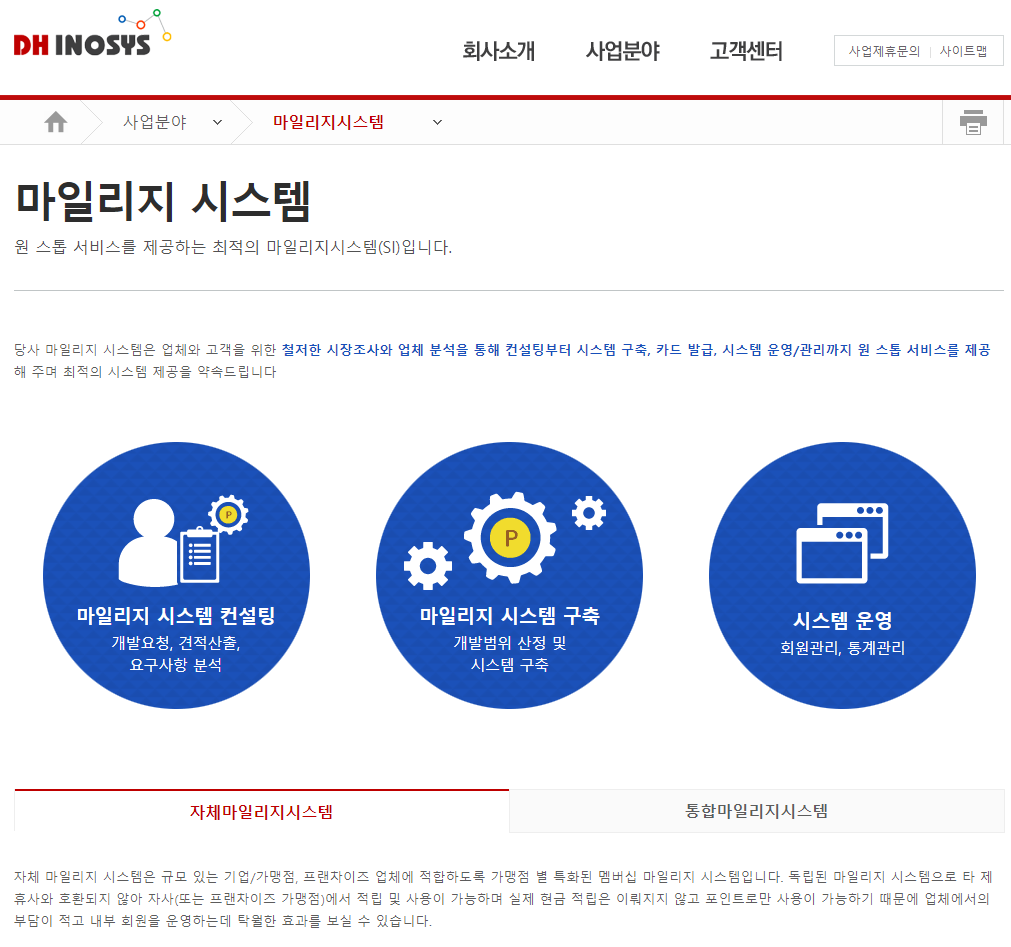 DH INOSYS
회사소개 사업분야 고객센터 사업제휴문의 사이트맵
사업분야 마일리지시스템
마일리지 시스템
원 스톱 서비스를 제공하는 최적의 마일리지시스템(SI)입니다.
당사 마일리지 시스템은 업체와 고객을 위한 철저한 시장조사와 업체 분석을 통해 컨설팅부터 시스템 구축, 카드 발급, 시스템 운영/관리까지 원 스톱 서비스를 제공
해 주며 최적의 시스템 제공을 약속드립니다
P
마일리지 시스템 컨설팅
개발요청, 견적산출,
요구사항 분석
P
마일리지 시스템 구축
개발범위 산정 및
시스템 구축
시스템 운영
회원관리, 통계관리
자체마일리지시스템 통합마일리지시스템
자체 마일리지 시스템은 규모 있는 기업/가맹점, 프랜차이즈 업체에 적합하도록 가맹점 별 특화된 멤버십 마일리지 시스템입니다. 독립된 마일리지 시스템으로 타 제
휴사와 호환되지 않아 자사(또는 프랜차이즈 가맹점)에서 적립 및 사용이 가능하며 실제 현금 적립은 이뤄지지 않고 포인트로만 사용이 가능하기 때문에 업체에서의
부담이 적고 내부 회원을 운영하는데 탁월한 효과를 보실 수 있습니다.